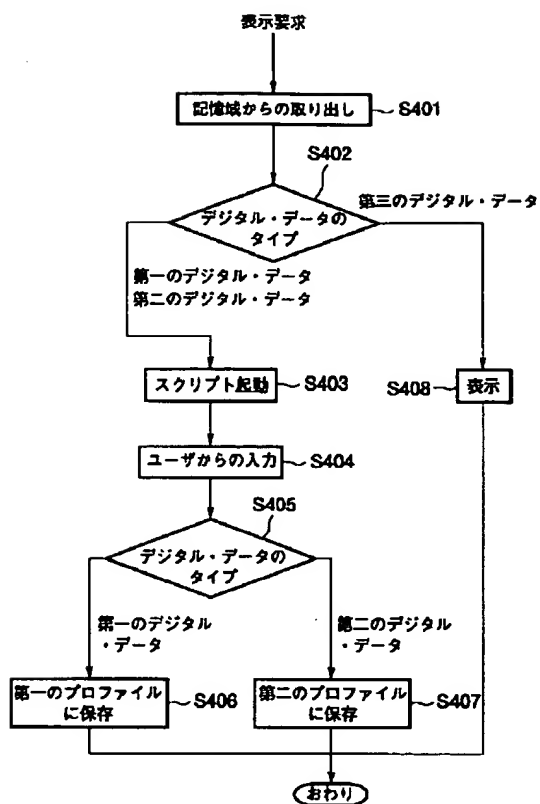 表示要求
記憶域からの取り出し
S401
S402
デジタル・データの
タイプ
第三のデジタル・データ
第一のデジタル・データ
第二のデジタル・データ
スクリプト起動
S403
S408
表示
ユーザからの入力
S404
S405
デジタル・データの
タイプ
第一のデジタル
・データ
第二のデジタル
・データ
第一のプロファイル
に保存
S406
第二のプロファイル
に保存
S407
おわり